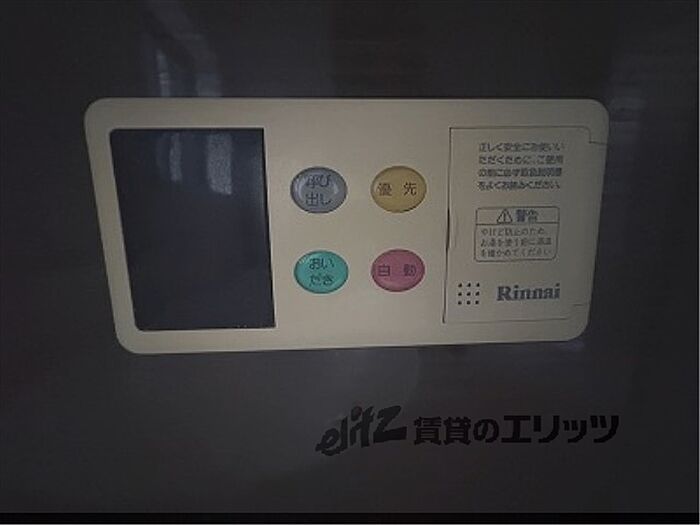 呼び
出し
優先
おい
だき
自動
正しく安全にお使いい
ただくために、ご使用
の前に必ず取扱説明書
をよくお読みください。
警告
やけど防止のため、
お湯を使う前に湯温
を確かめてください
Rinnai
elitz 賃貸のエリッツ